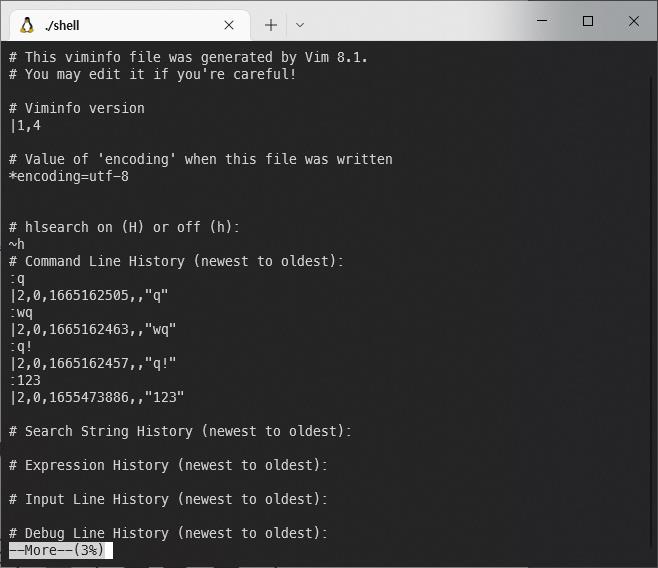 ./shell
# This viminfo file was generated by Vim 8.1.
# You may edit it if you're careful!
# Viminfo version
|1,4
# Value of 'encoding' when this file was written
*encoding=utf-8
# hlsearch on (H) or off (h):
~h
# Command Line History (newest to oldest):
:q
|2,0,1665162505,,"q"
:wq
|2,0,1665162463,,"wq"
:q!
|2,0,1665162457,,"q!"
:123
|2,0,1655473886,,"123"
# Search String History (newest to oldest):
# Expression History (newest to oldest):
# Input Line History (newest to oldest):
# Debug Line History (newest to oldest):
--More--(3%)